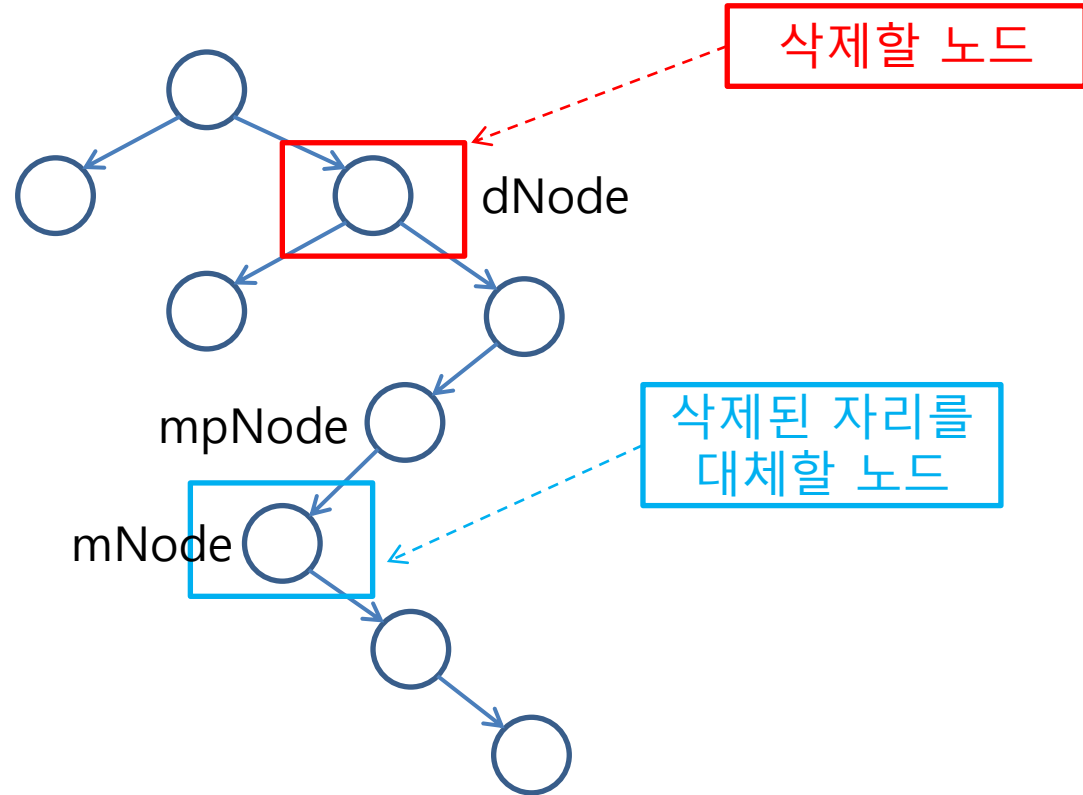 삭제할 노드
dNode
mpNode
삭제된 자리를
대체할 노드
mNode